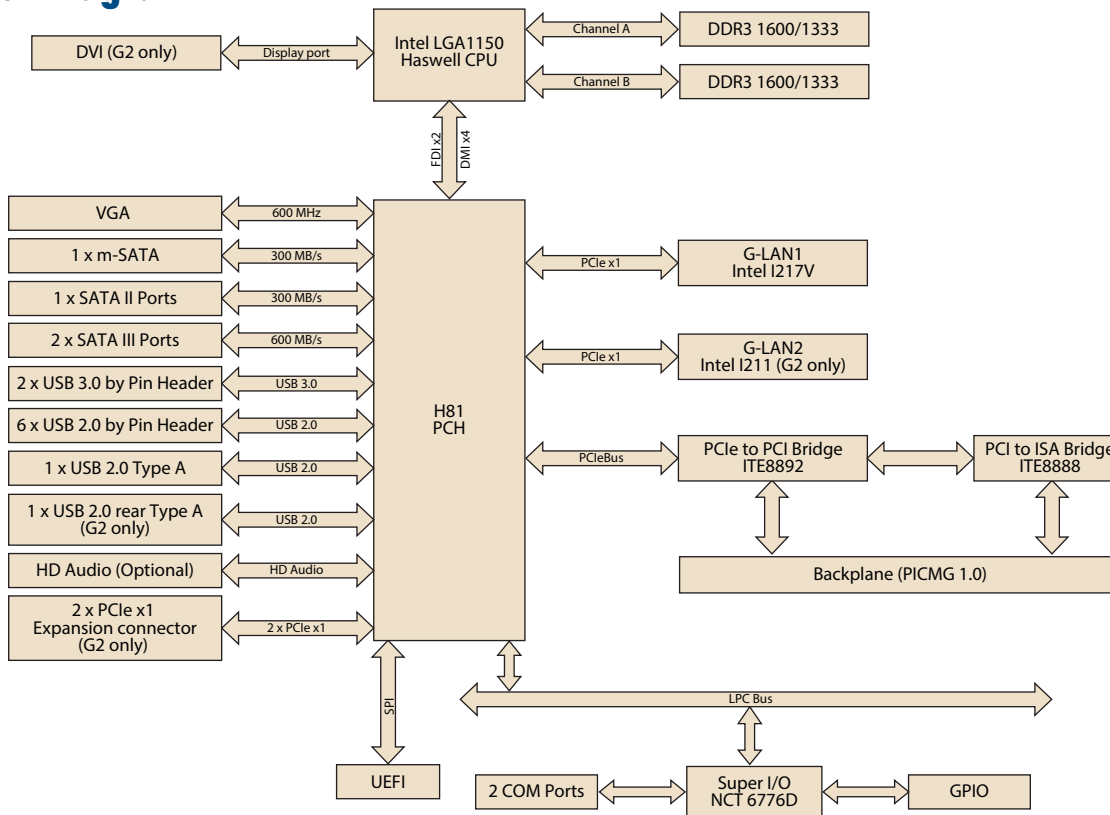 Intel LGA1150
Haswell CPU
DVI (G2 only)
Display port
Channel A
DDR3 1600/1333
Channel B
DDR3 1600/1333
FDI x2
DMI x4
VGA
600 MHz
1 x m-SATA
300 MB/s
1 x SATA II Ports
300 MB/s
2 x SATA III Ports
600 MB/s
2 x USB 3.0 by Pin Header
USB 3.0
6 x USB 2.0 by Pin Header
USB 2.0
1 x USB 2.0 Type A
USB 2.0
1 x USB 2.0 rear Type A
(G2 only)
USB 2.0
HD Audio (Optional)
HD Audio
2 x PCIe x1
Expansion connector
(G2 only)
2 x PCIe x1
H81
PCH
PCIe x1
G-LAN1
Intel I217V
PCIe x1
G-LAN2
Intel I211 (G2 only)
PCIeBus
PCIe to PCI Bridge
ITE8892
PCI to ISA Bridge
ITE8888
Backplane (PICMG 1.0)
SPI
LPC Bus
UEFI
2 COM Ports
Super I/O
NCT 6776D
GPIO